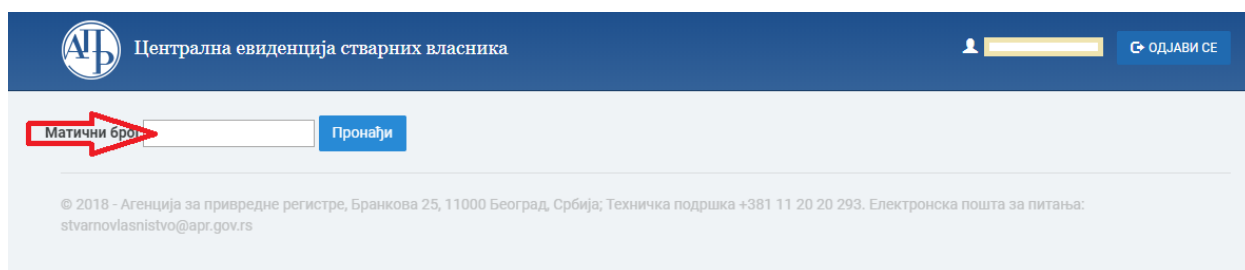 АПР
Централна евиденција стварних власника
ОДЈАВИ СЕ
Матични број
Пронађи
© 2018 - Агенција за привредне регистре, Бранкова 25, 11000 Београд, Србија; Техничка подршка +381 11 20 20 293. Електронска пошта за питања:
stvarnovlasnistvo@apr.gov.rs